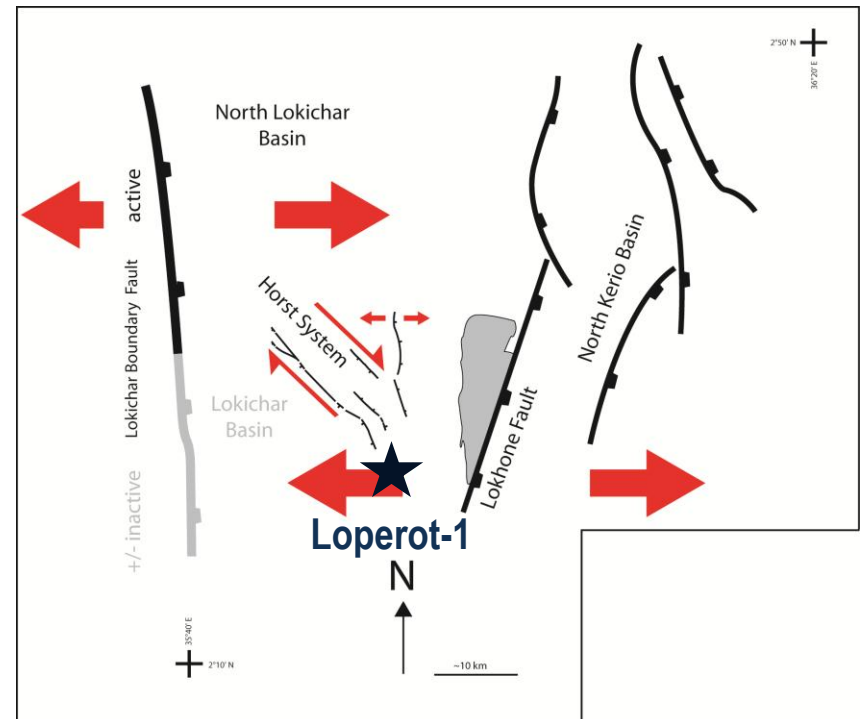 2°50' N
36°20' E
North Lokichar
Basin
active
Lokichar Boundary Fault
+/- inactive
Horst System
Lokichar
Basin
North Kerio Basin
Lokhone Fault
Loperot-1
N
35°40' E
2°10' N
~10 km